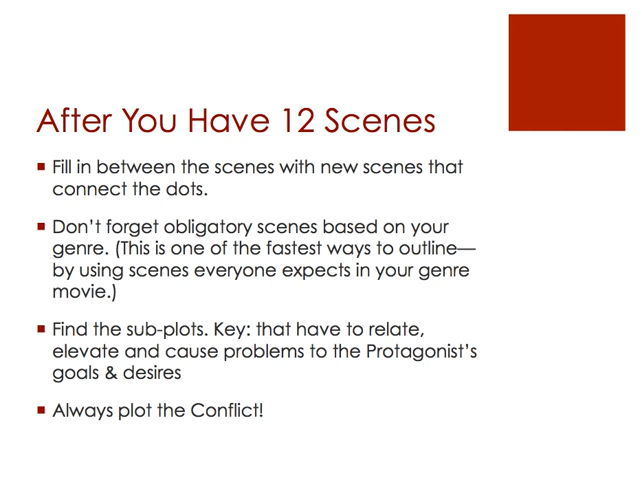 After You Have 12 Scenes
Fill in between the scenes with new scenes that
connect the dots.
Don't forget obligatory scenes based on your
genre. (This is one of the fastest ways to outline—
by using scenes everyone expects in your genre
movie.)
Find the sub-plots. Key: that have to relate,
elevate and cause problems to the Protagonist's
goals & desires
Always plot the Conflict!